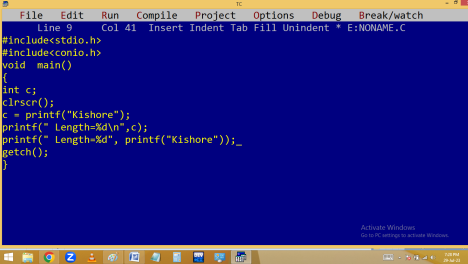 TC
File Edit Run Compile Project Options Debug Break/watch
Line 9 Col 41 Insert Indent Tab Fill Unindent * E:NONAME.C
#include<stdio.h>
#include<conio.h>
void main()
{
int c;
clrscr();
c = printf("Kishore");
printf(" Length=%d\n",c);
printf(" Length=%d", printf("Kishore"));_
getch();
}
Activate Windows
Go to PC settings to activate Windows.